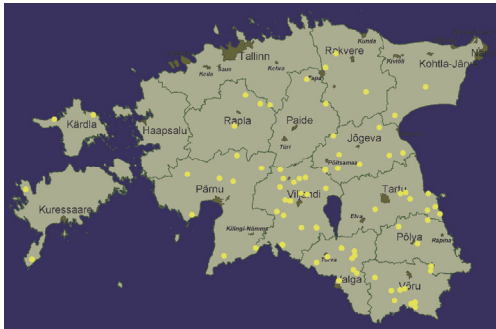 Kunda
Rakvere
Tallinn
Kiviõli
Kohtla-Järve
Keila
Saue
Kehra
Tapa
Kärdla
Haapsalu
Rapla
Paide
Jõgeva
Türi
Põltsamaa
Kuressaare
Pärnu
Viljandi
Tartu
Elva
Kilingi-Nõmme
Põlva
Räpina
Tõrva
Valga
Võru